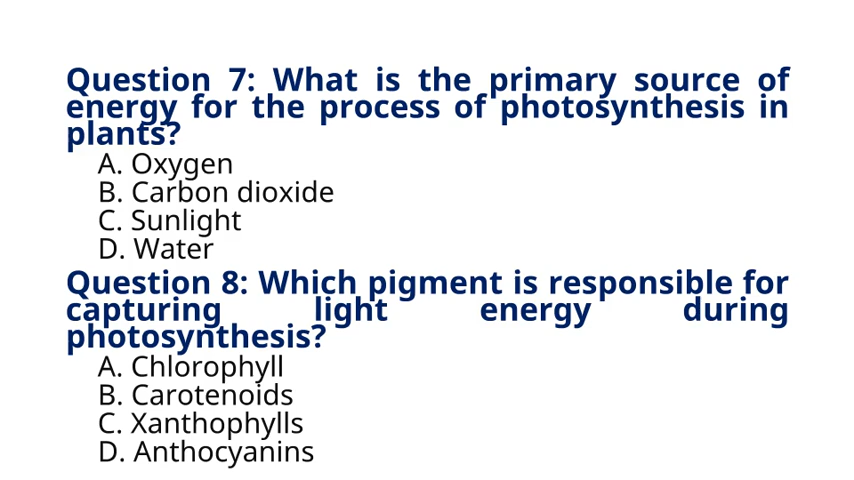 Question 7: What is the primary source of
energy for the process of photosynthesis in
plants?
A. Oxygen
B. Carbon dioxide
C. Sunlight
D. Water
Question 8: Which pigment is responsible for
capturing light energy during
photosynthesis?
A. Chlorophyll
B. Carotenoids
C. Xanthophylls
D. Anthocyanins